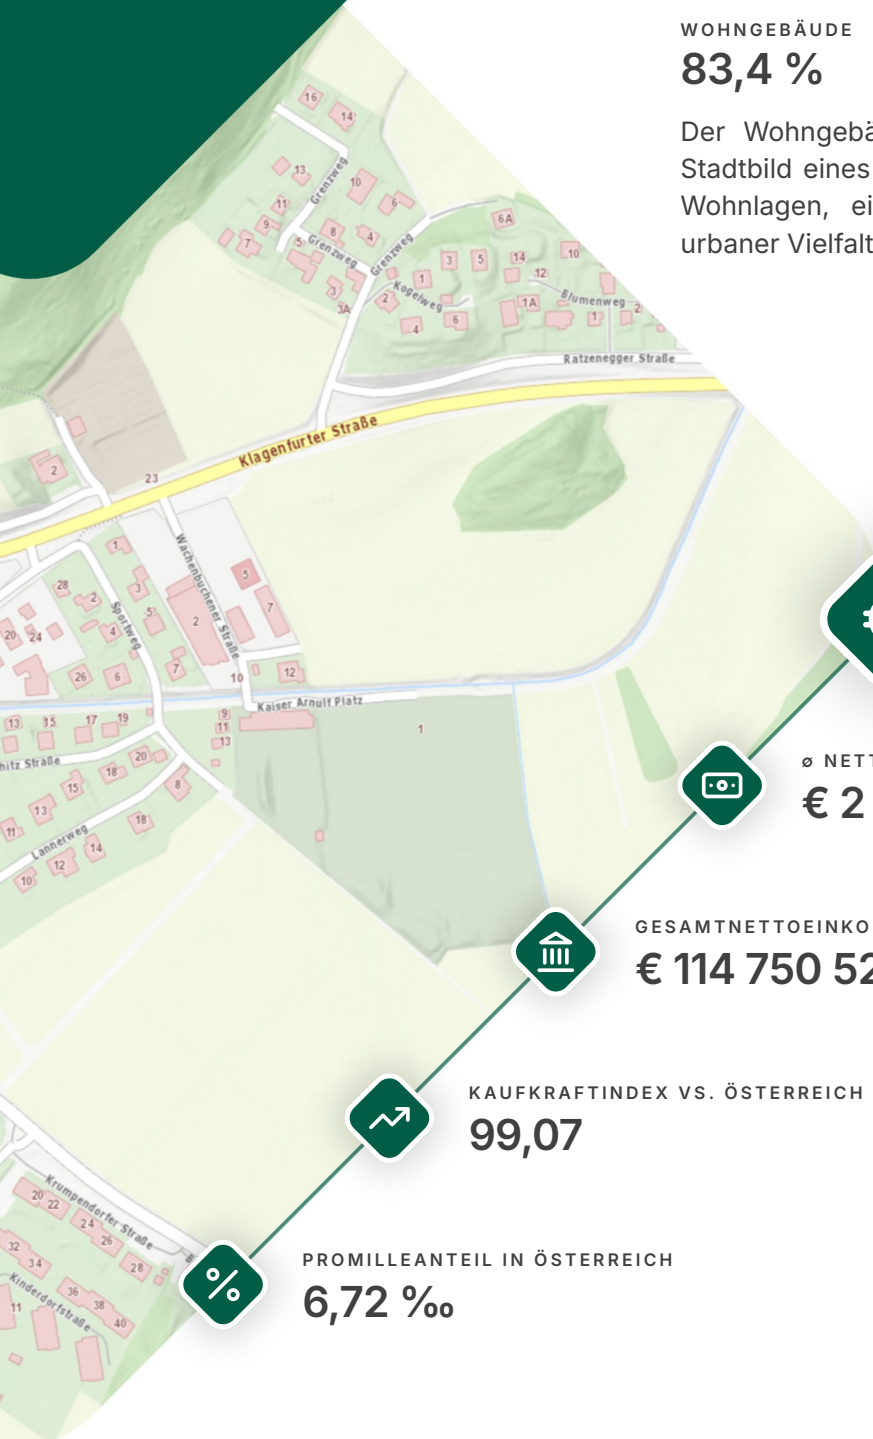 WOHNGEBÄUDE
83,4 %
Der Wohngebä
Stadtbild eines
Wohnlagen, ei
urbaner Vielfalt
16
14
13
Grenzweg
10
11
6
9
8
4
7
5
Grenzweg
Grenzweg
6A
3
3A
3
5
14
10
1
12
2
Kogelweg
4
6
1A
Blumenweg
1
2
Ratzenegger Straße
Klagenfurter Straße
2
23
1
Wachenbuchener Straße
5
28
2
3
5
Sportweg
2
7
20
24
4
26
6
7
10
12
Kaiser Arnulf Platz
13
15
17
19
9
11
13
1
hitz Straße
20
18
15
8
13
11
18
Lannerweg
14
12
10
ø NETT
€ 2
GESAMTNETTOEINKO
€ 114 750 52
KAUFKRAFTINDEX VS. ÖSTERREICH
99,07
Krumpendorfer Straße
20
22
24
26
28
32
34
Kinderdorfstraße
36
38
11
40
PROMILLEANTEIL IN ÖSTERREICH
6,72 ‰